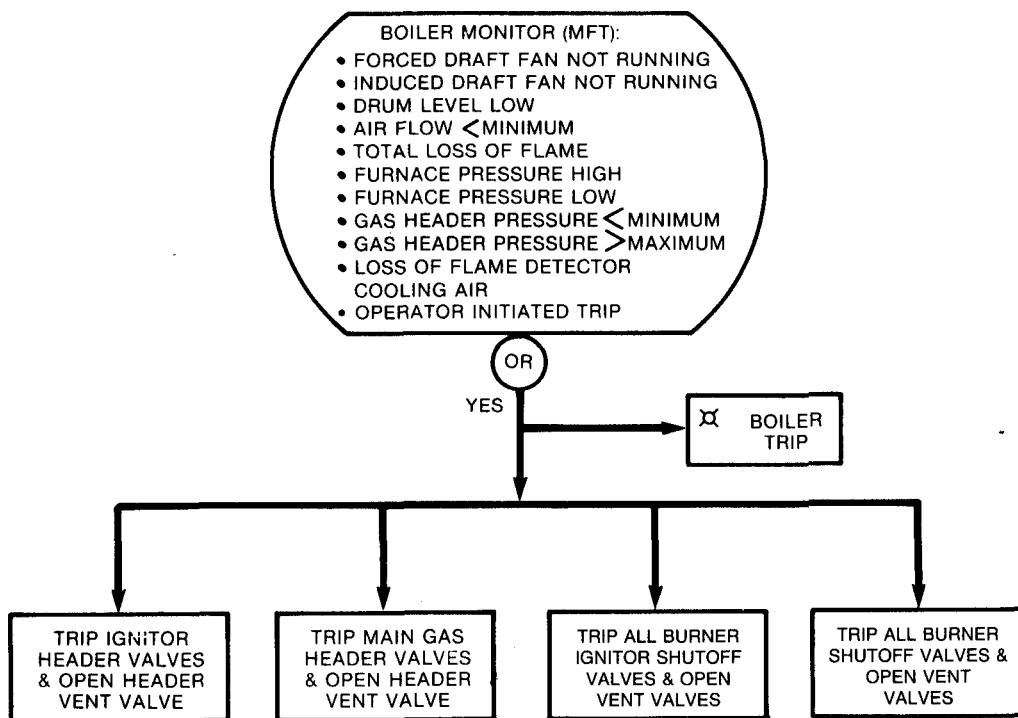 BOILER MONITOR (MFT):
• FORCED DRAFT FAN NOT RUNNING
• INDUCED DRAFT FAN NOT RUNNING
• DRUM LEVEL LOW
• AIR FLOW < MINIMUM
• TOTAL LOSS OF FLAME
• FURNACE PRESSURE HIGH
• FURNACE PRESSURE LOW
• GAS HEADER PRESSURE < MINIMUM
• GAS HEADER PRESSURE > MAXIMUM
• LOSS OF FLAME DETECTOR
COOLING AIR
• OPERATOR INITIATED TRIP
OR
YES
BOILER
TRIP
TRIP IGNITOR
HEADER VALVES
& OPEN HEADER
VENT VALVE
TRIP MAIN GAS
HEADER VALVES
& OPEN HEADER
VENT VALVE
TRIP ALL BURNER
IGNITOR SHUTOFF
VALVES & OPEN
VENT VALVES
TRIP ALL BURNER
SHUTOFF VALVES &
OPEN VENT
VALVES